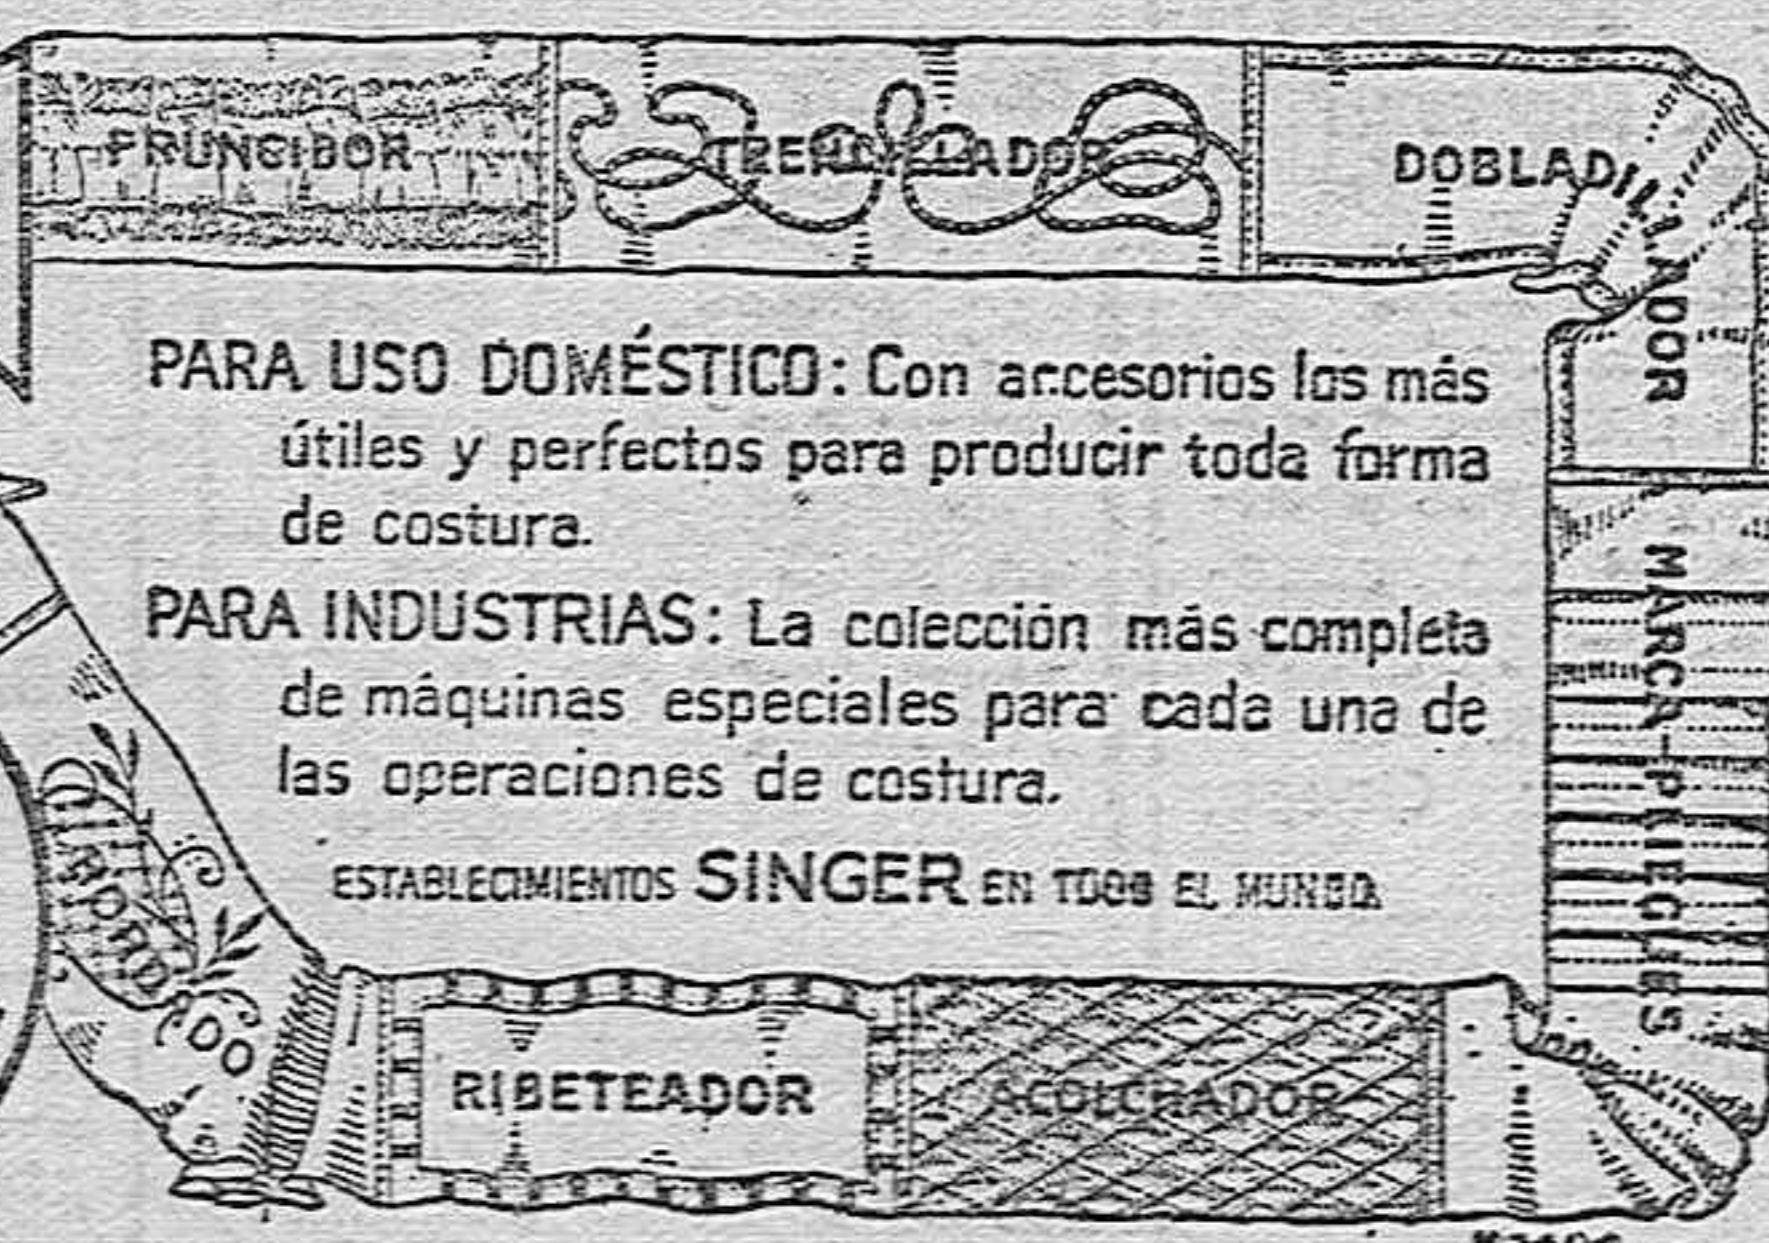 FRUNCIDOR
TRENCILLADOR
DOBLADILLADOR
PARA USO DOMÉSTICO: Con accesorios los más
útiles y perfectos para producir toda forma
de costura.
PARA INDUSTRIAS: La colección más completa
de máquinas especiales para cada una de
las operaciones de costura.
ESTABLECIMIENTOS SINGER EN TODO EL MUNDO.
MARCA-PLIEGUES
RIBETEADOR
ACOLCHADOR